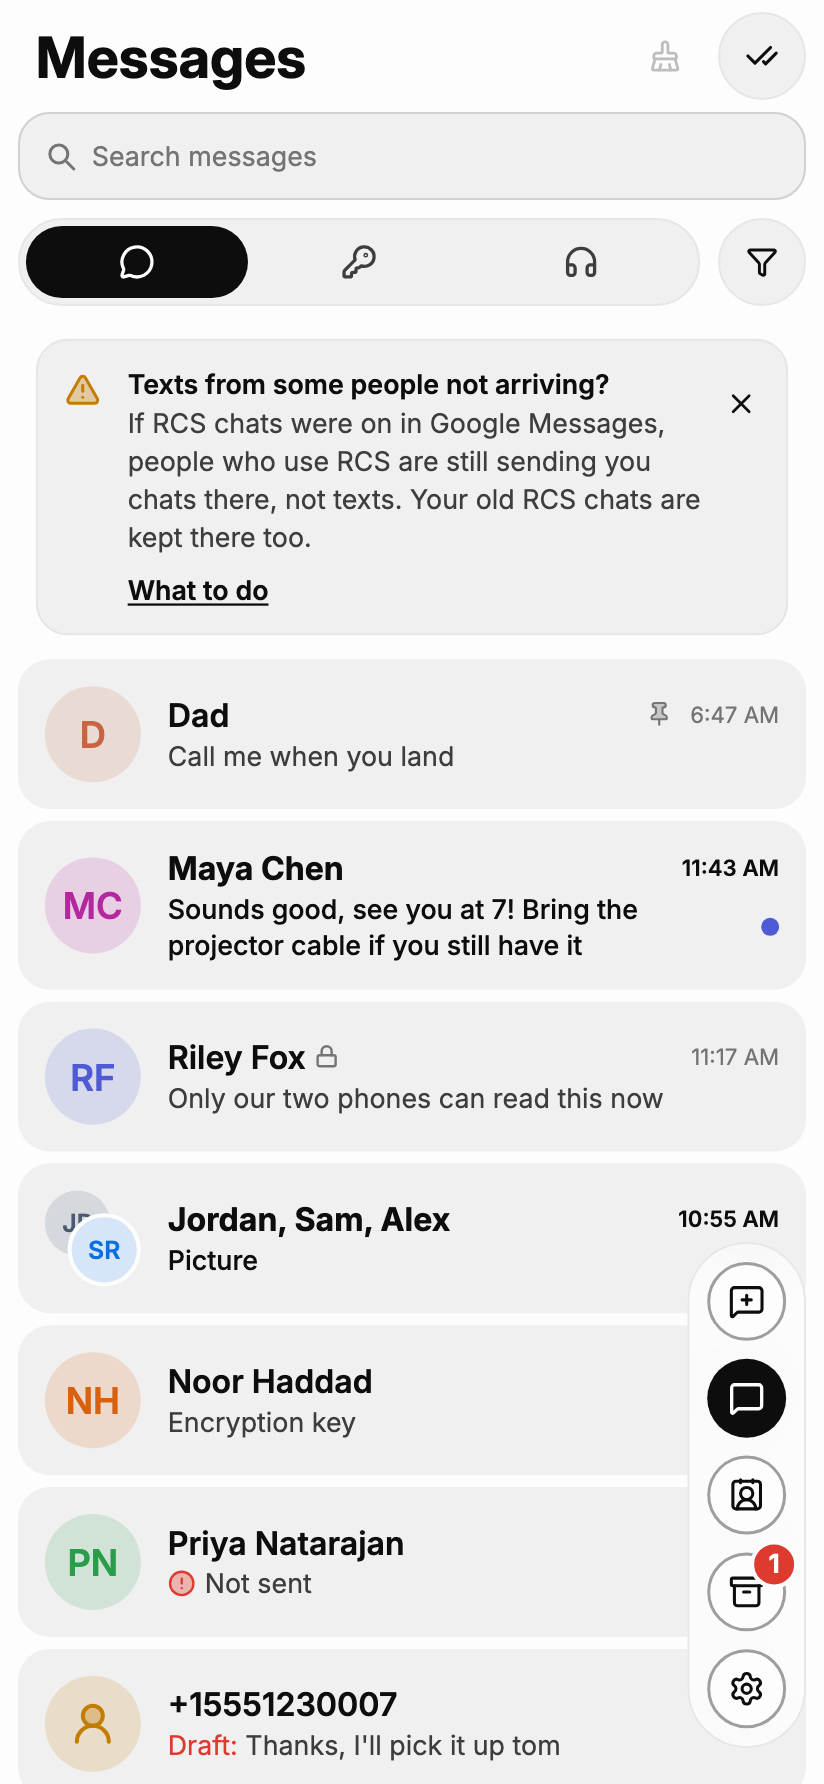 Messages
Search messages
Texts from some people not arriving?
If RCS chats were on in Google Messages,
people who use RCS are still sending you
chats there, not texts. Your old RCS chats are
kept there too.
What to do
D
Dad
6:47 AM
Call me when you land
MC
Maya Chen
11:43 AM
Sounds good, see you at 7! Bring the
projector cable if you still have it
RF
Riley Fox
11:17 AM
Only our two phones can read this now
SR
Jordan, Sam, Alex
10:55 AM
Picture
NH
Noor Haddad
Encryption key
PN
Priya Natarajan
Not sent
1
+15551230007
Draft: Thanks, I'll pick it up tom